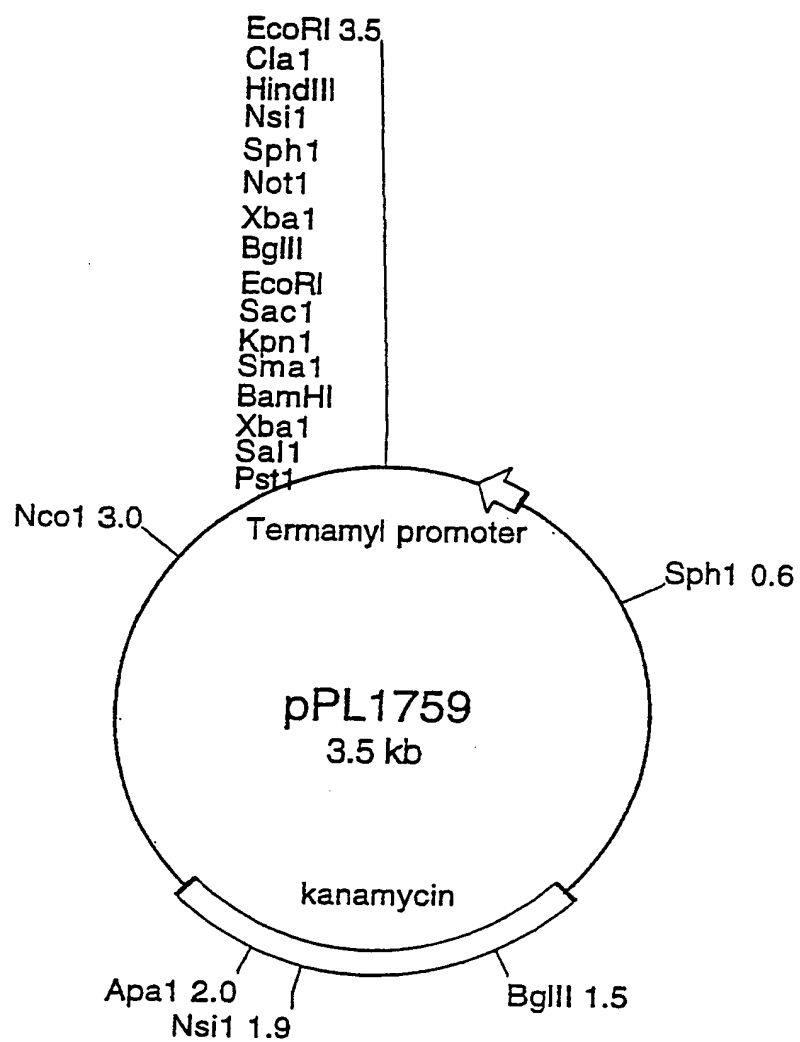 EcoRI 3.5
Cla1
HindIII
Nsi1
Sph1
Not1
Xba1
BglII
EcoRI
Sac1
Kpn1
Sma1
BamHI
Xba1
Sal1
Pst1
Nco1 3.0
Termamyl promoter
Sph1 0.6
pPL1759
3.5 kb
kanamycin
Apa1 2.0
Nsi1 1.9
BglII 1.5